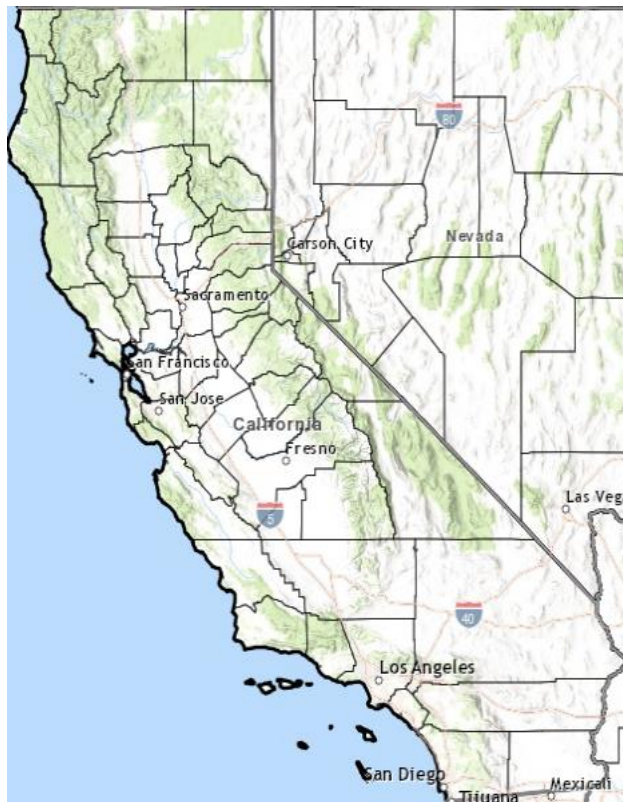 80
Carson City
Nevada
Sacramento
San Francisco
San Jose
California
Fresno
5
Las Veg
40
Los Angeles
San Diego
Mexicali
Tijuana